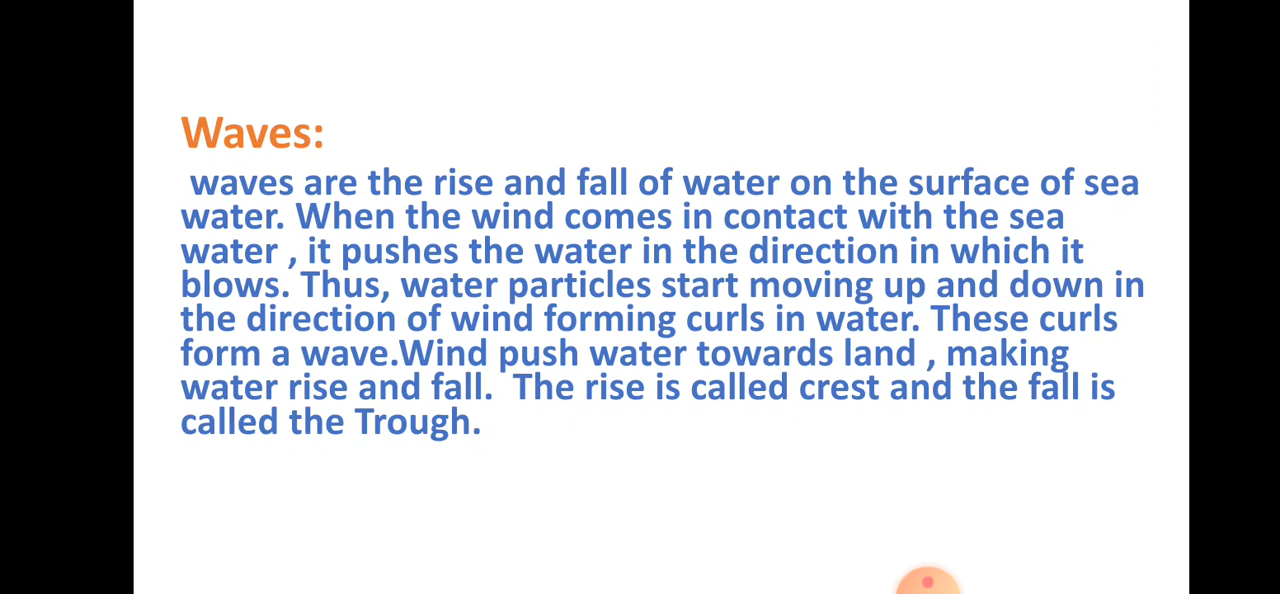 Waves:
waves are the rise and fall of water on the surface of sea
water. When the wind comes in contact with the sea
water , it pushes the water in the direction in which it
blows. Thus, water particles start moving up and down in
the direction of wind forming curls in water. These curls
form a wave.Wind push water towards land , making
water rise and fall.  The rise is called crest and the fall is
called the Trough.